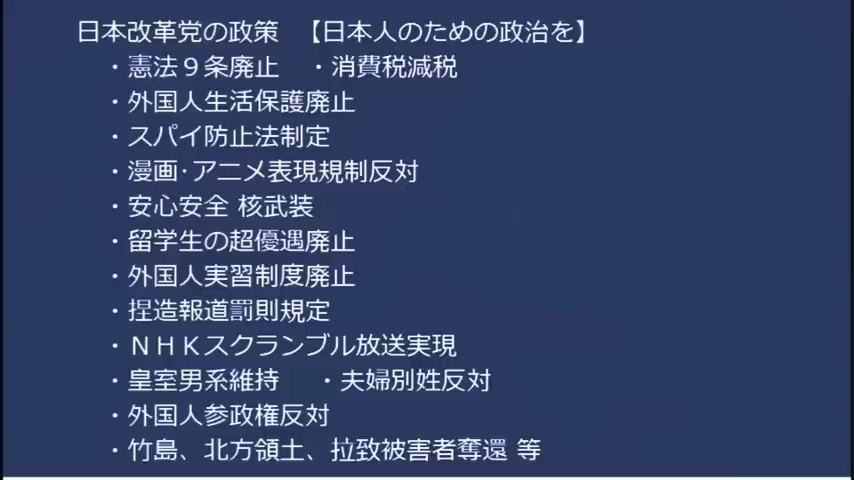 日本改革党の政策　【日本人のための政治を】
・憲法９条廃止　・消費税減税
・外国人生活保護廃止
・スパイ防止法制定
・漫画･アニメ表現規制反対
・安心安全 核武装
・留学生の超優遇廃止
・外国人実習制度廃止
・捏造報道罰則規定
・ＮＨＫスクランブル放送実現
・皇室男系維持　・夫婦別姓反対
・外国人参政権反対
・竹島、北方領土、拉致被害者奪還 等